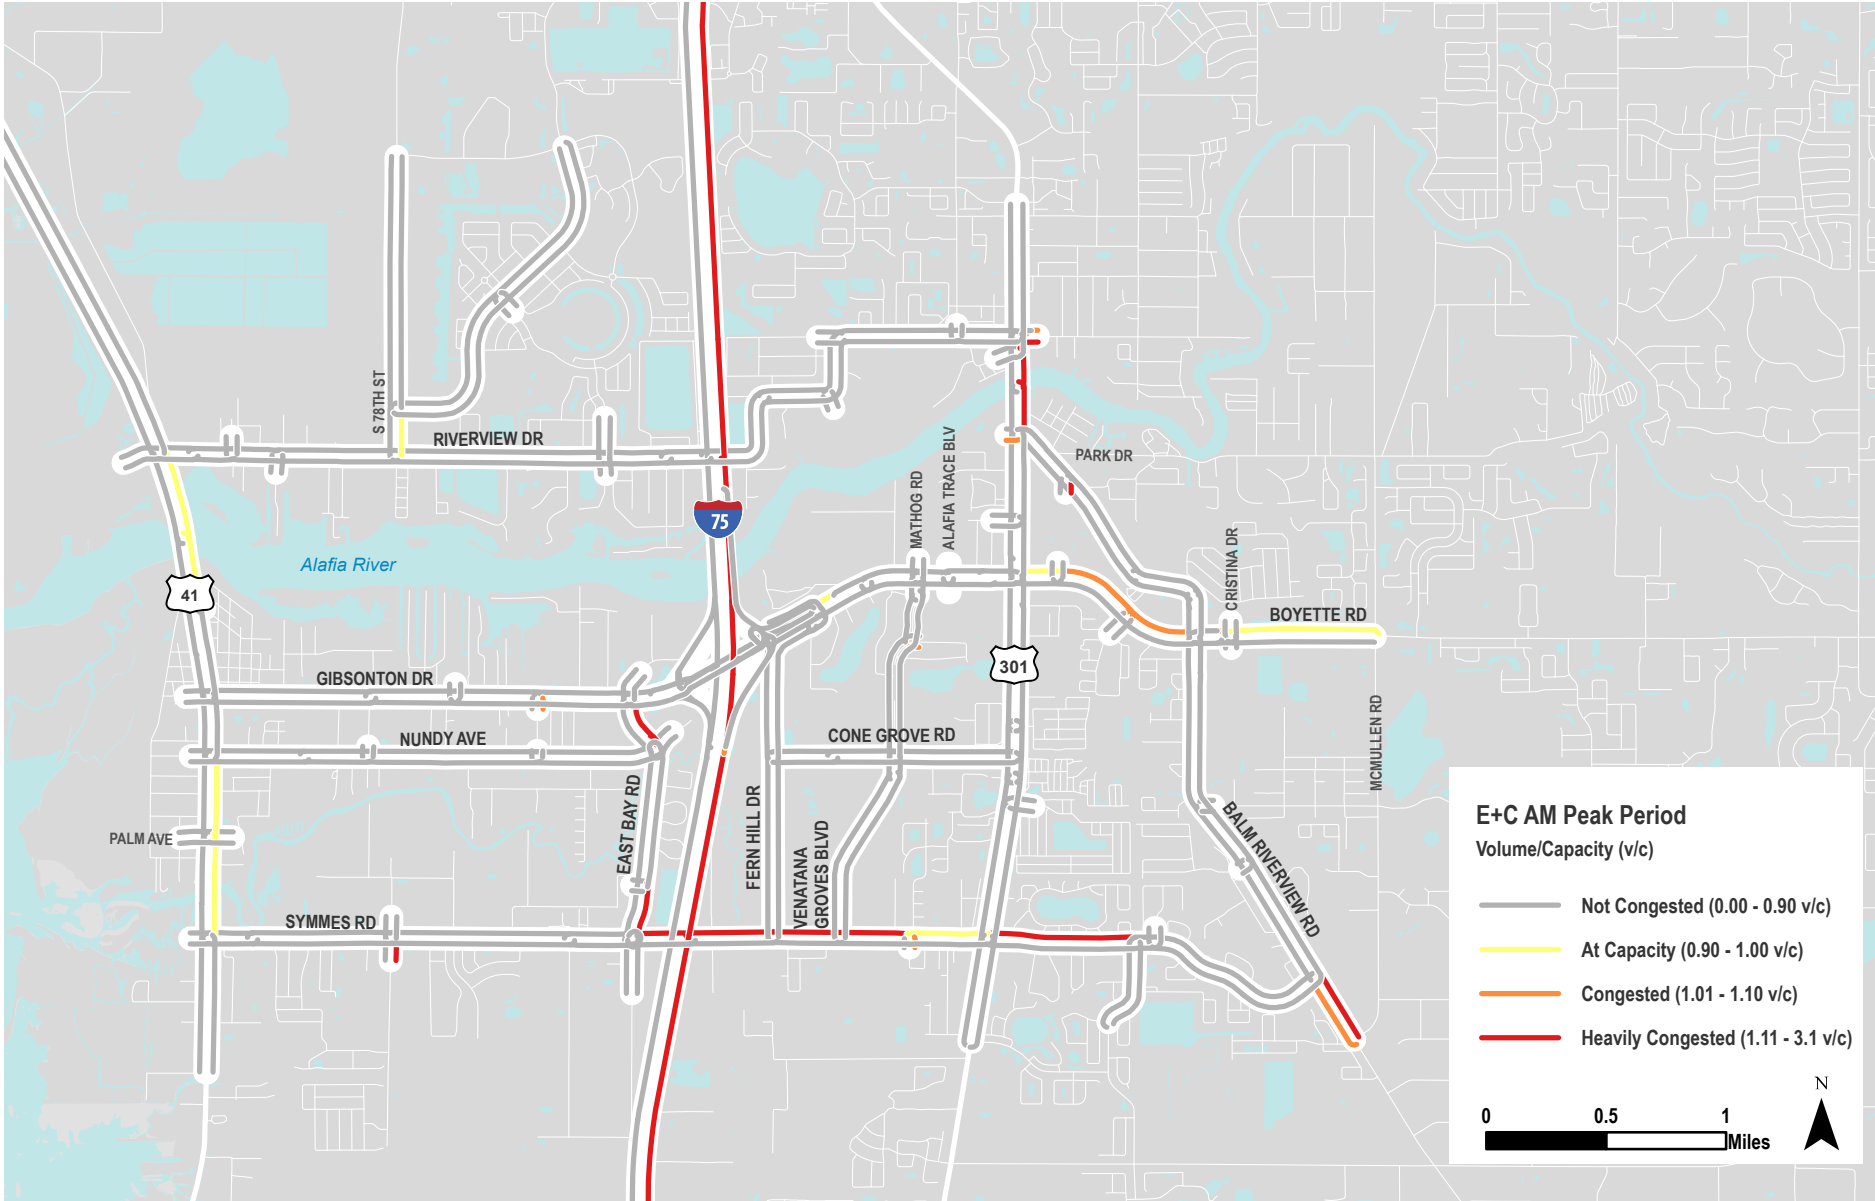 S 78TH ST
RIVERVIEW DR
PARK DR
MATHOG RD
ALAFIA TRACE BLV
75
Alafia River
41
CRISTINA DR
BOYETTE RD
301
GIBSONTON DR
NUNDY AVE
CONE GROVE RD
MCMULLEN RD
EAST BAY RD
FERN HILL DR
VENATANA
GROVES BLVD
BALM RIVERVIEW RD
PALM AVE
SYMMES RD
E+C AM Peak Period
Volume/Capacity (v/c)
Not Congested (0.00 - 0.90 v/c)
At Capacity (0.90 - 1.00 v/c)
Congested (1.01 - 1.10 v/c)
Heavily Congested (1.11 - 3.1 v/c)
N
0 0.5 1
Miles